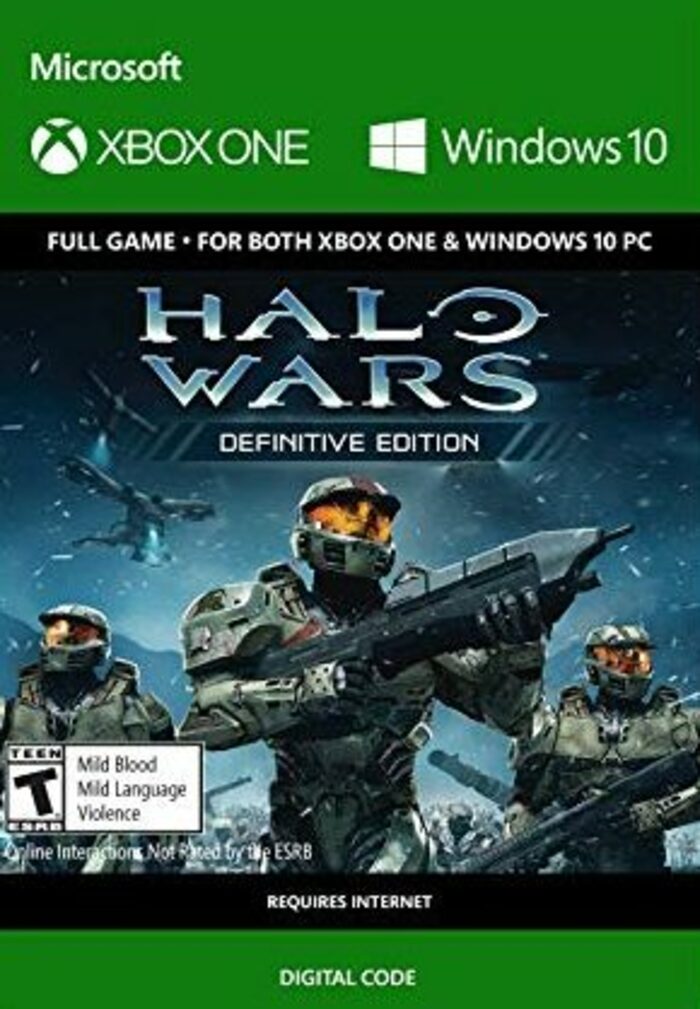 Microsoft
XBOX ONE
Windows 10
FULL GAME • FOR BOTH XBOX ONE & WINDOWS 10 PC
HALO
WARS
DEFINITIVE EDITION
TEEN
T
ESRB
Mild Blood
Mild Language
Violence
Online Interactions Not Rated by the ESRB
REQUIRES INTERNET
DIGITAL CODE